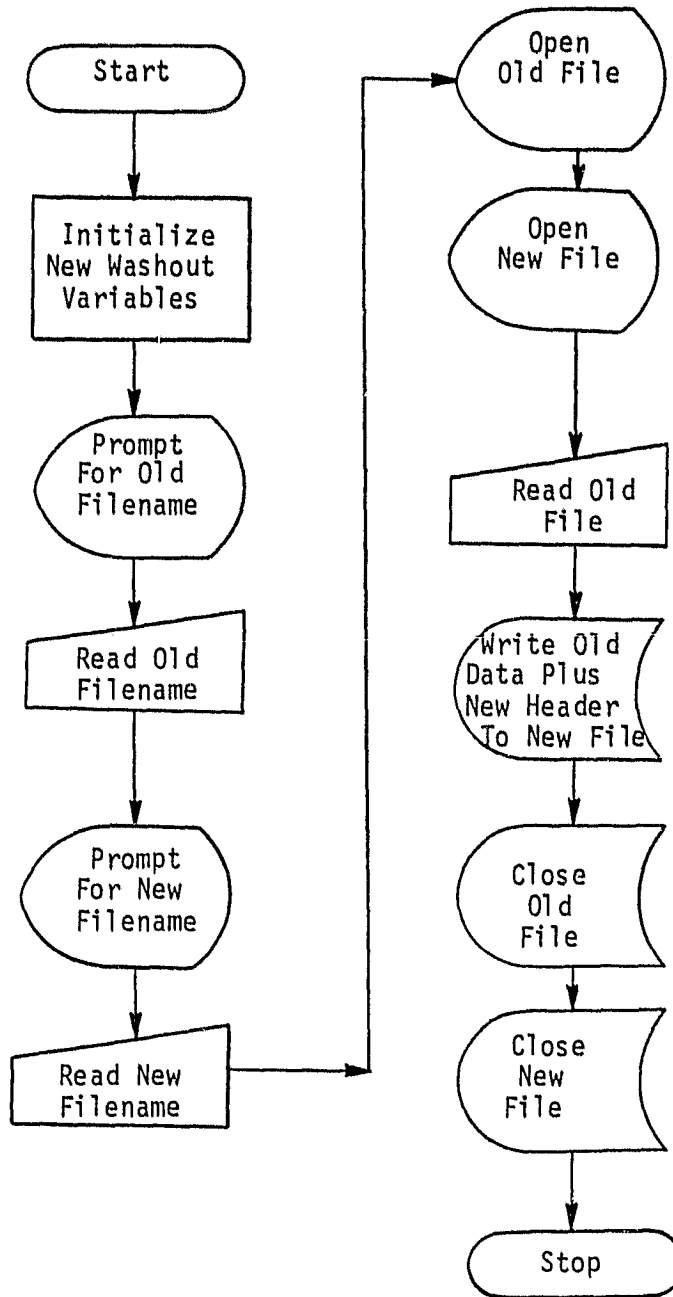 Start
Initialize
New Washout
Variables
Prompt
For Old
Filename
Read Old
Filename
Prompt
For New
Filename
Read New
Filename
Open
Old File
Open
New File
Read Old
File
Write Old
Data Plus
New Header
To New File
Close
Old
File
Close
New
File
Stop